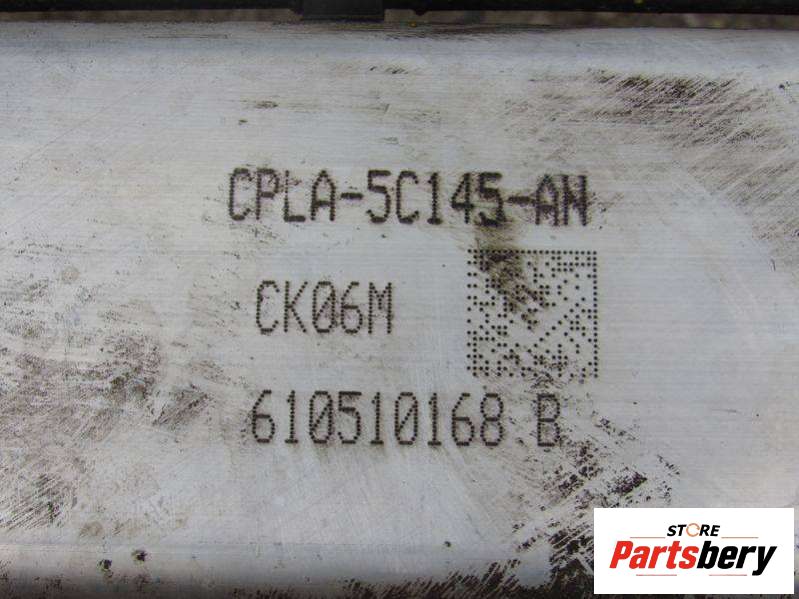 CPLA-5C145-AN
CK06M
610510168 B
STORE
Partsbery